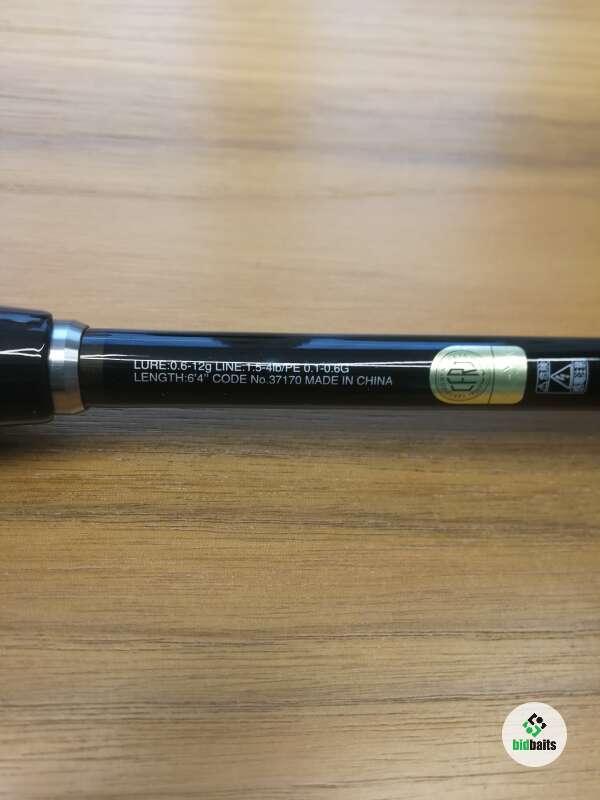 LURE:0.6-12g LINE:1.5-4lb/PE 0.1-0.6G
LENGTH:6'4" CODE No.37170 MADE IN CHINA
CFRJ
bidbaits